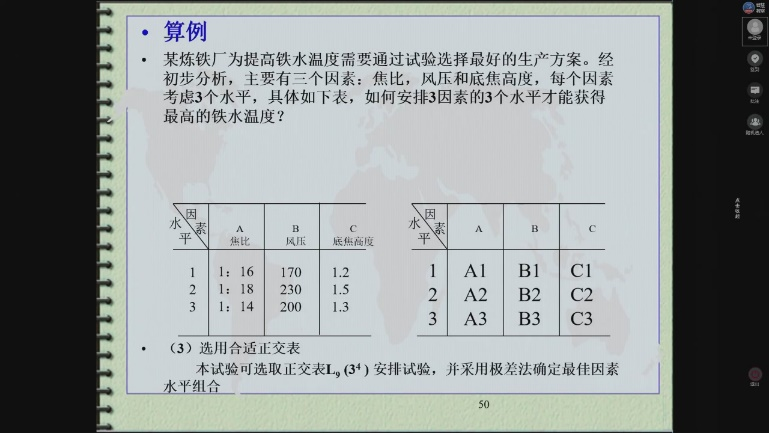 • 算例
• 某炼铁厂为提高铁水温度需要通过试验选择最好的生产方案。经
初步分析，主要有三个因素：焦比，风压和底焦高度，每个因素
考虑3个水平，具体如下表，如何安排3因素的3个水平才能获得
最高的铁水温度？
因素
水平
A
焦比
B
风压
C
底焦高度
1 1：16 170 1.2
2 1：18 230 1.5
3 1：14 200 1.3
因素
水平
A B C
1 A1 B1 C1
2 A2 B2 C2
3 A3 B3 C3
• （3）选用合适正交表
本试验可选取正交表L₉ (3⁴ ) 安排试验，并采用极差法确定最佳因素
水平组合
50